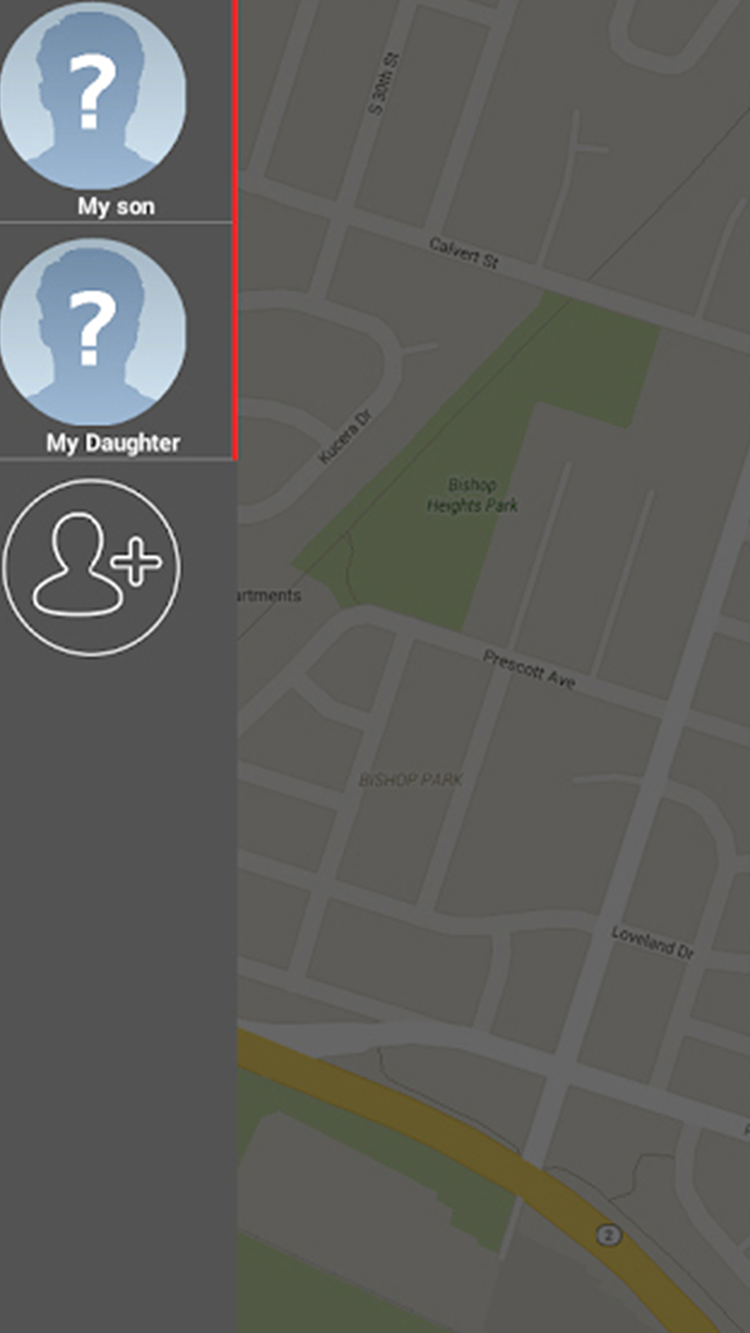 ?
My son
?
My Daughter
S 30th St
Calvert St
Kucera Dr
Bishop
Heights Park
artments
Prescott Ave
BISHOP PARK
Loveland Dr
2